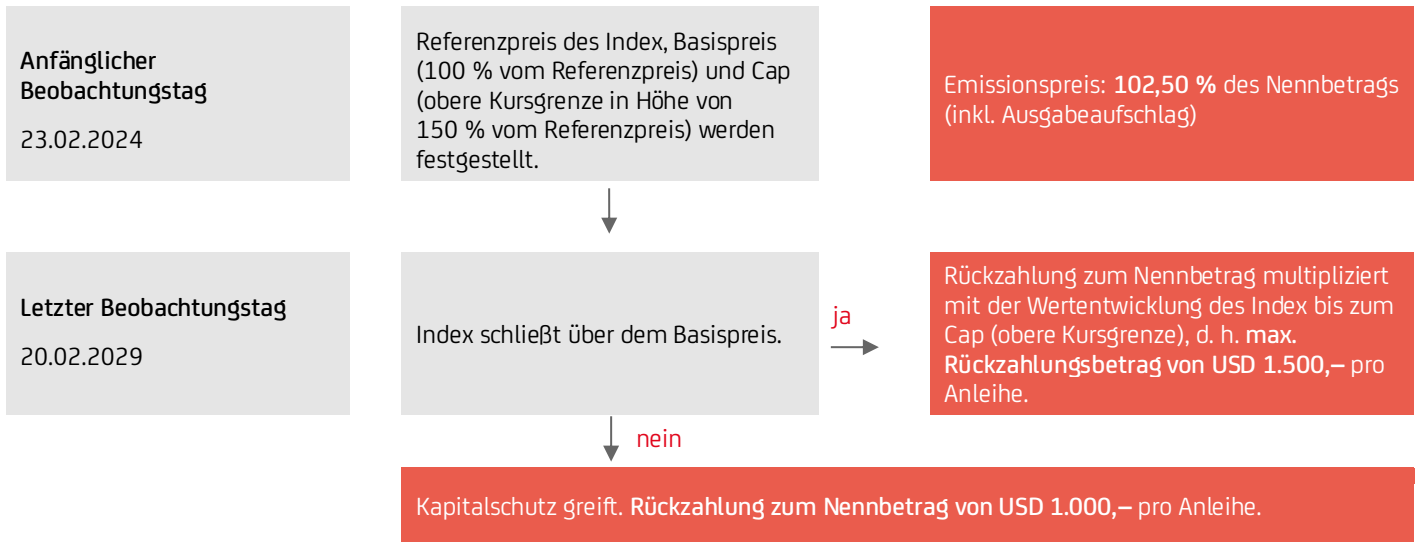 Anfänglicher
Beobachtungstag
23.02.2024
Referenzpreis des Index, Basispreis
(100 % vom Referenzpreis) und Cap
(obere Kursgrenze in Höhe von
150 % vom Referenzpreis) werden
festgestellt.
Emissionspreis: 102,50 % des Nennbetrags
(inkl. Ausgabeaufschlag)
Letzter Beobachtungstag
20.02.2029
Index schließt über dem Basispreis.
ja
Rückzahlung zum Nennbetrag multipliziert
mit der Wertentwicklung des Index bis zum
Cap (obere Kursgrenze), d. h. max.
Rückzahlungsbetrag von USD 1.500,– pro
Anleihe.
nein
Kapitalschutz greift. Rückzahlung zum Nennbetrag von USD 1.000,– pro Anleihe.